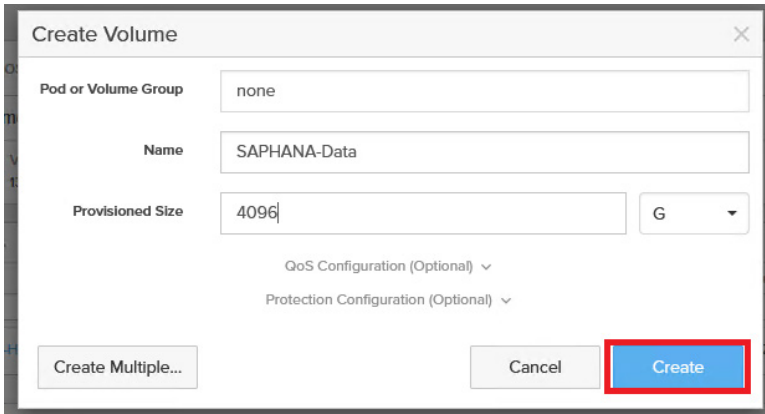 Create Volume
Pod or Volume Group
none
Name
SAPHANA-Data
Provisioned Size
4096
G
QoS Configuration (Optional)
Protection Configuration (Optional)
Create Multiple...
Cancel
Create